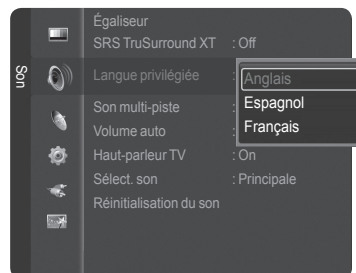 Son
Égaliseur
SRS TruSurround XT : Off
Langue privilégiée :
Anglais
Espagnol
Français
Son multi-piste :
Volume auto :
Haut-parleur TV : On
Sélect. son : Principale
Réinitialisation du son